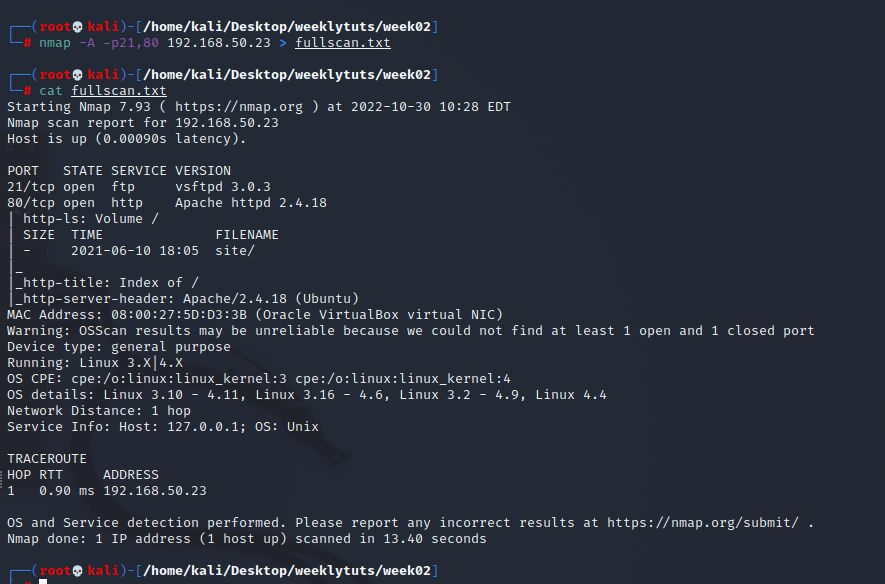 ┌──(root💀kali)-[/home/kali/Desktop/weeklytuts/week02]
└─# nmap -A -p21,80 192.168.50.23 > fullscan.txt
┌──(root💀kali)-[/home/kali/Desktop/weeklytuts/week02]
└─# cat fullscan.txt
Starting Nmap 7.93 ( https://nmap.org ) at 2022-10-30 10:28 EDT
Nmap scan report for 192.168.50.23
Host is up (0.00090s latency).
PORT   STATE SERVICE VERSION
21/tcp open  ftp     vsftpd 3.0.3
80/tcp open  http    Apache httpd 2.4.18
| http-ls: Volume /
| SIZE  TIME              FILENAME
| -     2021-06-10 18:05  site/
|_
|_http-title: Index of /
|_http-server-header: Apache/2.4.18 (Ubuntu)
MAC Address: 08:00:27:5D:D3:3B (Oracle VirtualBox virtual NIC)
Warning: OSScan results may be unreliable because we could not find at least 1 open and 1 closed port
Device type: general purpose
Running: Linux 3.X|4.X
OS CPE: cpe:/o:linux:linux_kernel:3 cpe:/o:linux:linux_kernel:4
OS details: Linux 3.10 - 4.11, Linux 3.16 - 4.6, Linux 3.2 - 4.9, Linux 4.4
Network Distance: 1 hop
Service Info: Host: 127.0.0.1; OS: Unix
TRACEROUTE
HOP RTT     ADDRESS
1   0.90 ms 192.168.50.23
OS and Service detection performed. Please report any incorrect results at https://nmap.org/submit/ .
Nmap done: 1 IP address (1 host up) scanned in 13.40 seconds
┌──(root💀kali)-[/home/kali/Desktop/weeklytuts/week02]
└─#